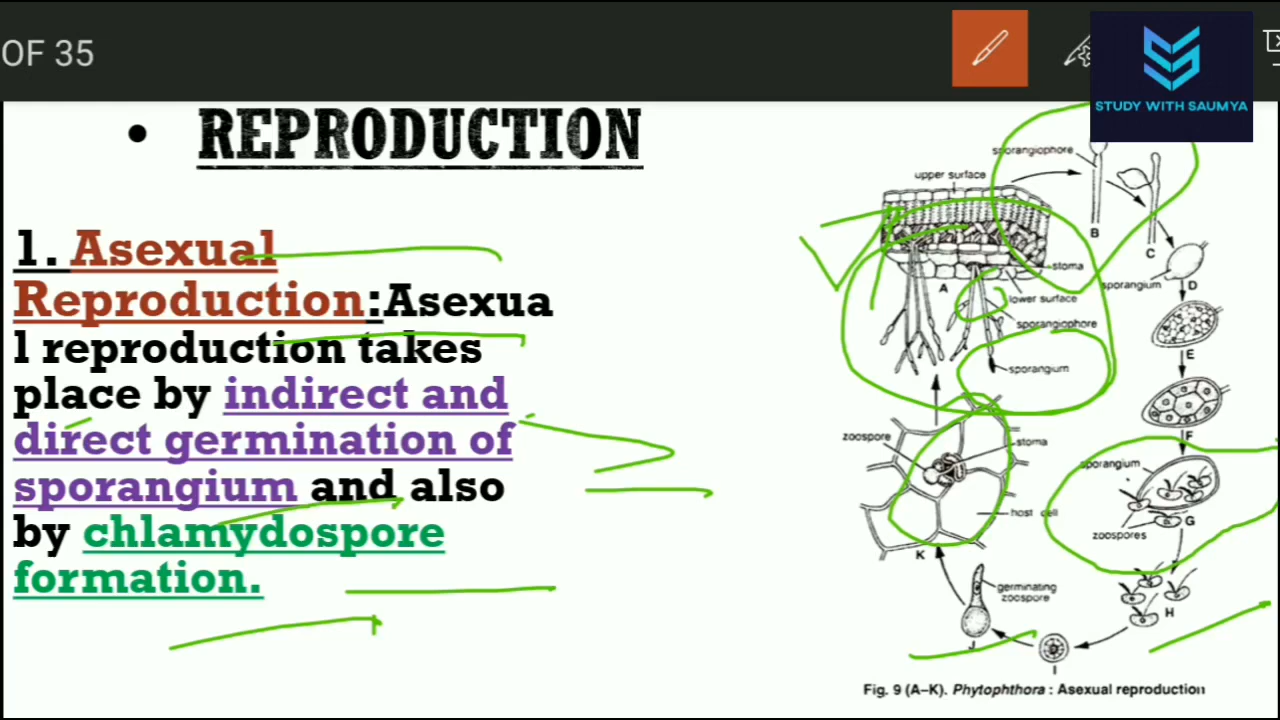 OF 35
STUDY WITH SAUMYA
• REPRODUCTION
1. Asexual
Reproduction:Asexua
l reproduction takes
place by indirect and
direct germination of
sporangium and also
by chlamydospore
formation.
sporangiophore
upper surface
B
C
stoma
sporangium
D
A
lower surface
sporangiophore
E
sporangium
F
zoospore
stoma
sporangium
host cell
G
zoospores
K
germinating
zoospore
H
J
I
Fig. 9 (A–K). Phytophthora : Asexual reproduction